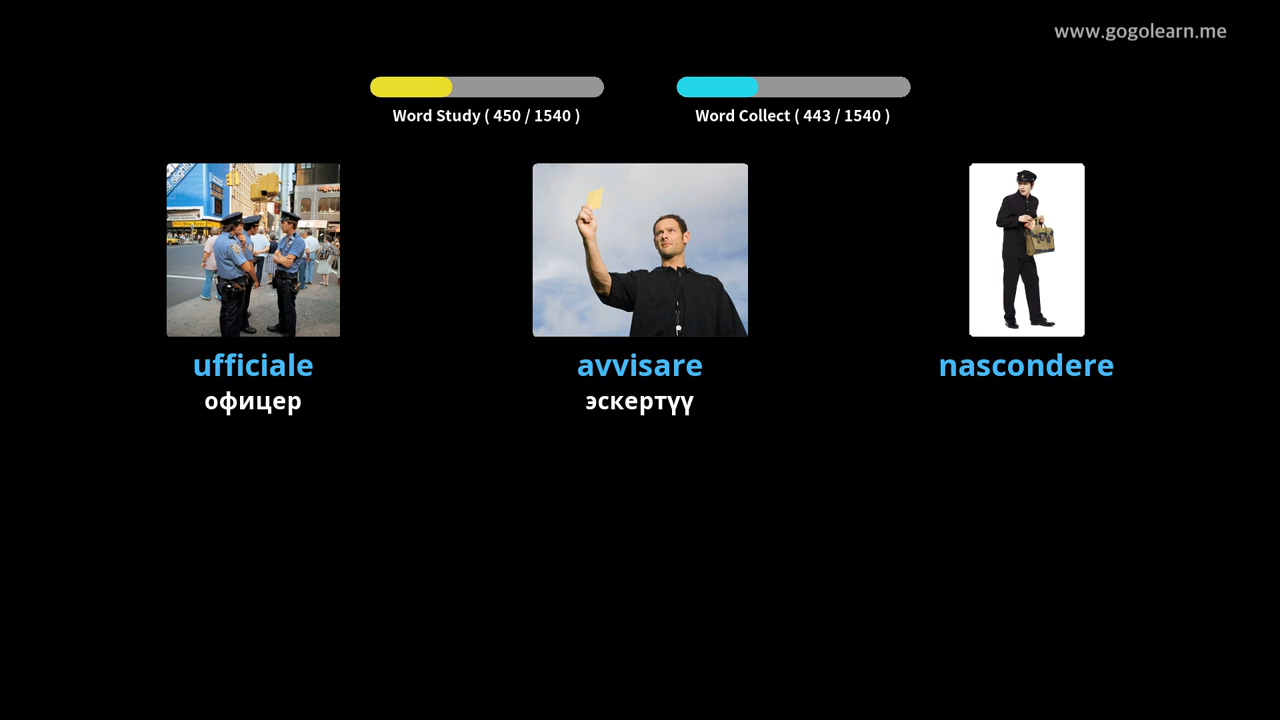 www.gogolearn.me
Word Study ( 450 / 1540 )
Word Collect ( 443 / 1540 )
ufficiale
офицер
avvisare
эскертүү
nascondere